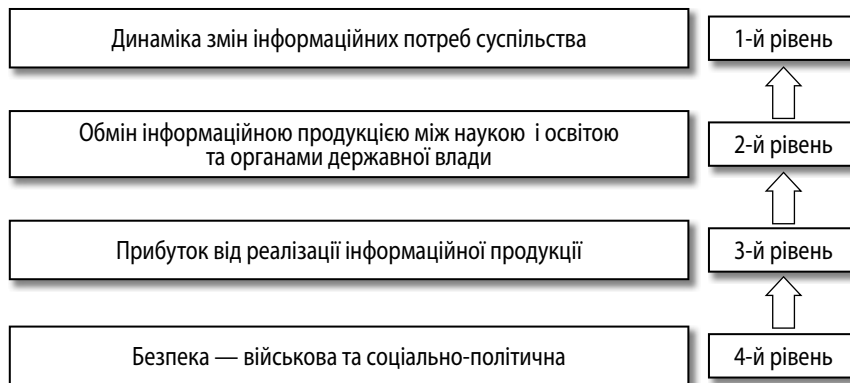 Динаміка змін інформаційних потреб суспільства
1-й рівень
Обмін інформаційною продукцією між наукою і освітою
та органами державної влади
2-й рівень
Прибуток від реалізації інформаційної продукції
3-й рівень
Безпека — військова та соціально-політична
4-й рівень